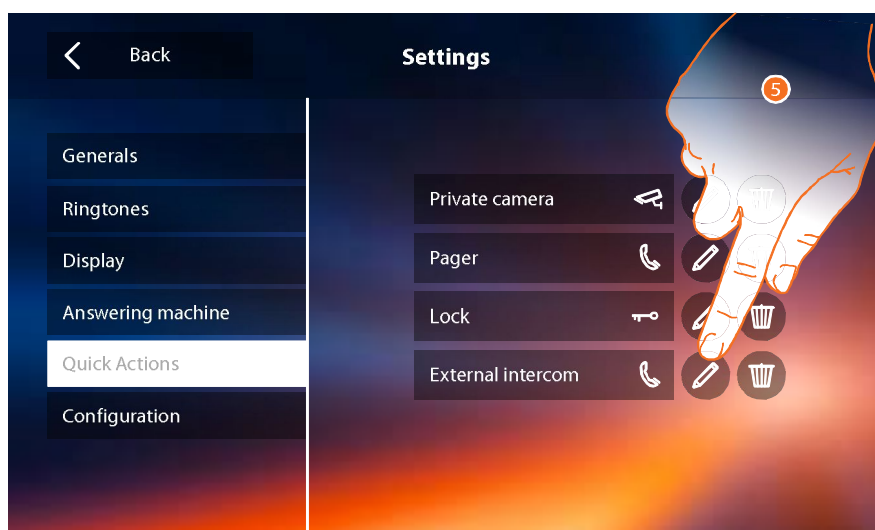 Back
Settings
5
Generals
Ringtones
Display
Answering machine
Quick Actions
Configuration
Private camera
Pager
Lock
External intercom